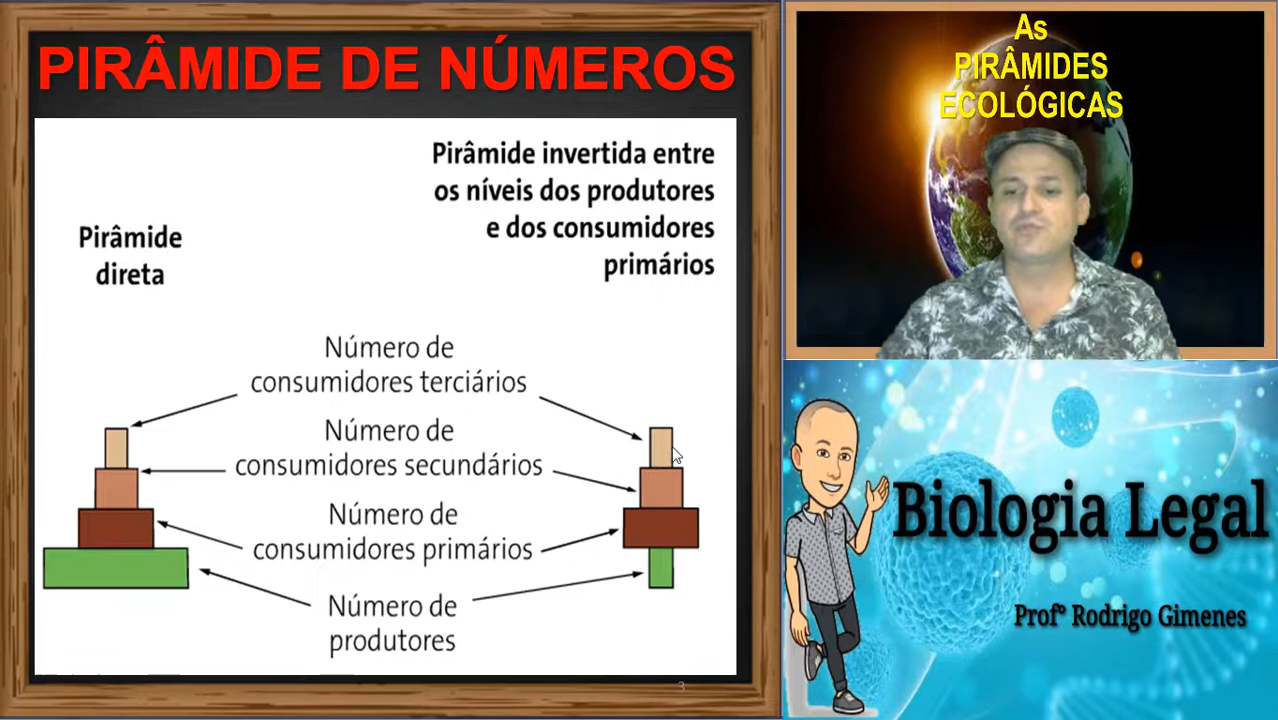 PIRÂMIDE DE NÚMEROS
Pirâmide
direta
Pirâmide invertida entre
os níveis dos produtores
e dos consumidores
primários
Número de
consumidores terciários
Número de
consumidores secundários
Número de
consumidores primários
Número de
produtores
3
As
PIRÂMIDES
ECOLÓGICAS
Biologia Legal
Profº Rodrigo Gimenes